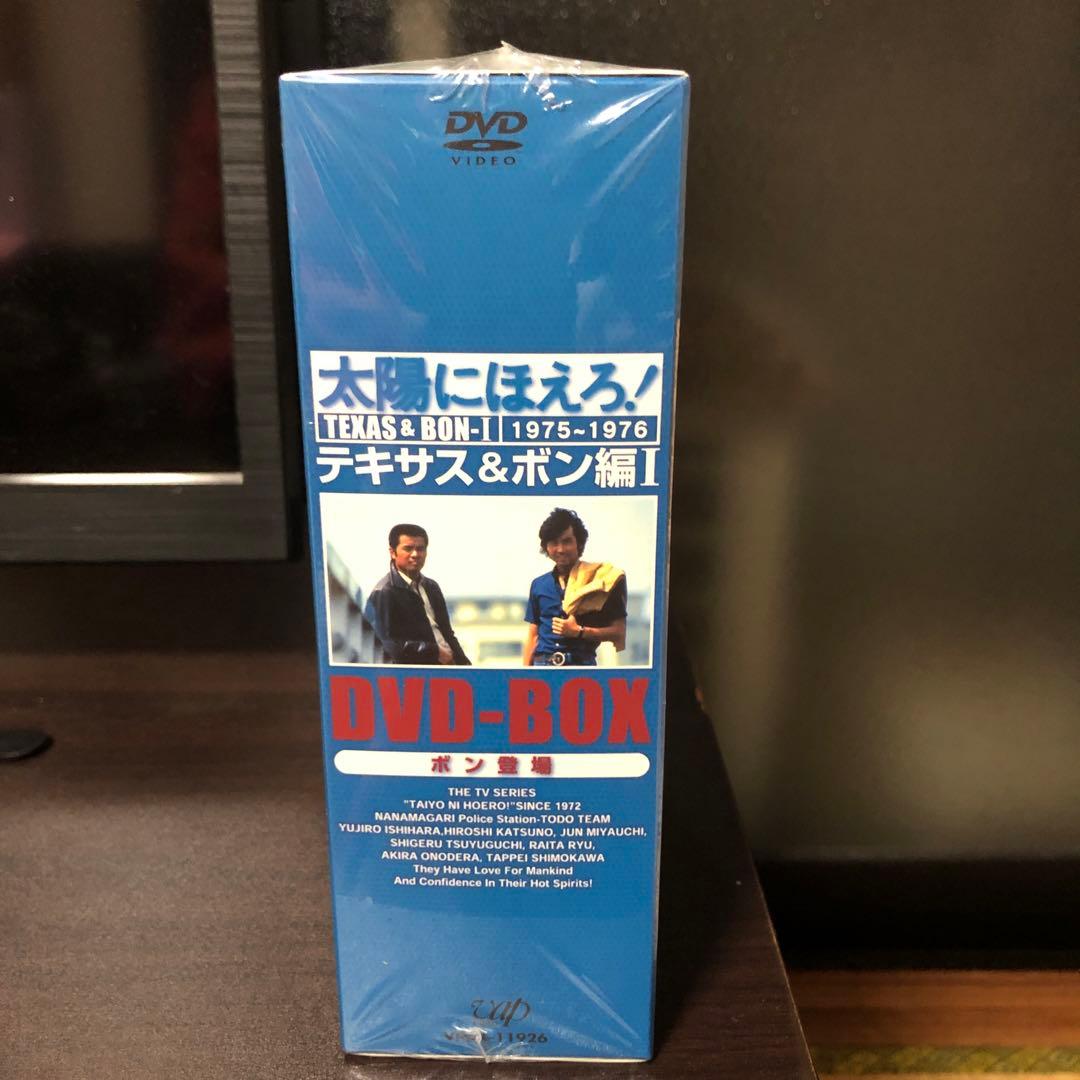 DVD
VIDEO
太陽にほえろ!
TEXAS & BON-I 1975~1976
テキサス&ボン編I
DVD-BOX
ボン登場
THE TV SERIES
"TAIYO NI HOERO!"SINCE 1972
NANAMAGARI Police Station-TODO TEAM
YUJIRO ISHIHARA,HIROSHI KATSUNO, JUN MIYAUCHI,
SHIGERU TSUYUGUCHI, RAITA RYU,
AKIRA ONODERA, TAPPEI SHIMOKAWA
They Have Love For Mankind
And Confidence In Their Hot Spirits!
vap
11926